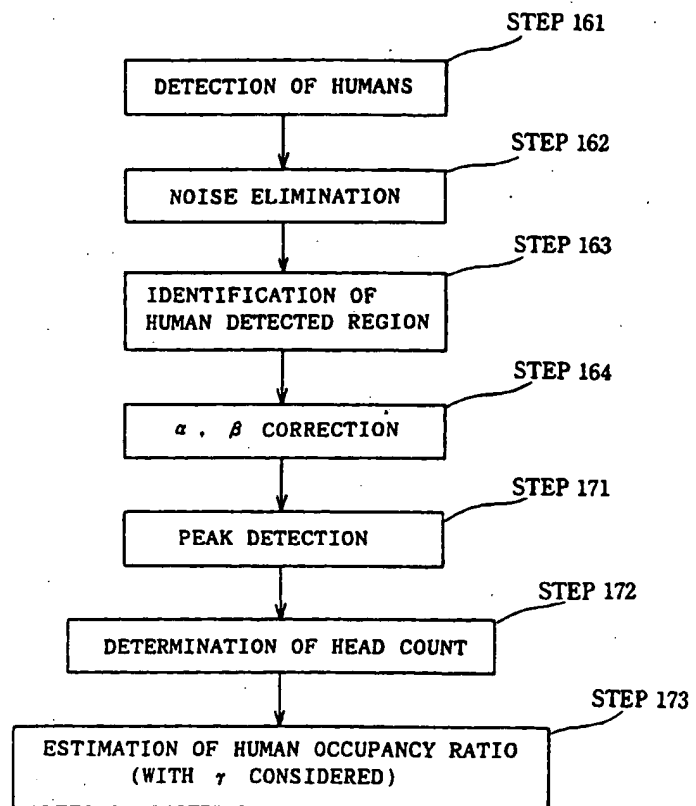 STEP 161
DETECTION OF HUMANS
STEP 162
NOISE ELIMINATION
STEP 163
IDENTIFICATION OF
HUMAN DETECTED REGION
STEP 164
α , β CORRECTION
STEP 171
PEAK DETECTION
STEP 172
DETERMINATION OF HEAD COUNT
STEP 173
ESTIMATION OF HUMAN OCCUPANCY RATIO
(WITH γ CONSIDERED)